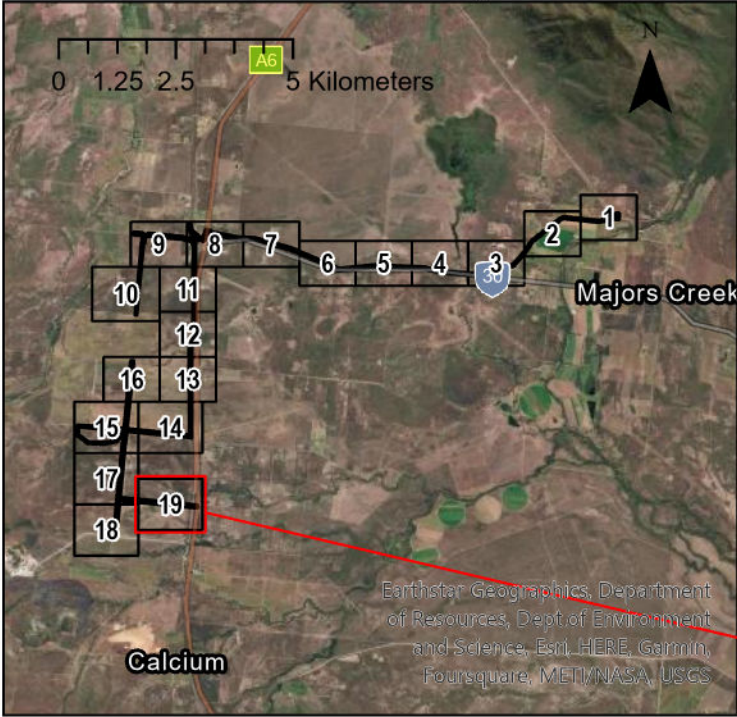 N
A6
0 1.25 2.5 5 Kilometers
1
2
9 8 7
6 5 4 3
30
10 11
Majors Creek
12
16 13
15 14
17
19
18
Earthstar Geographics, Department
of Resources, Dept.of Environment
and Science, Esri, HERE, Garmin,
Foursquare, METI/NASA, USGS
Calcium